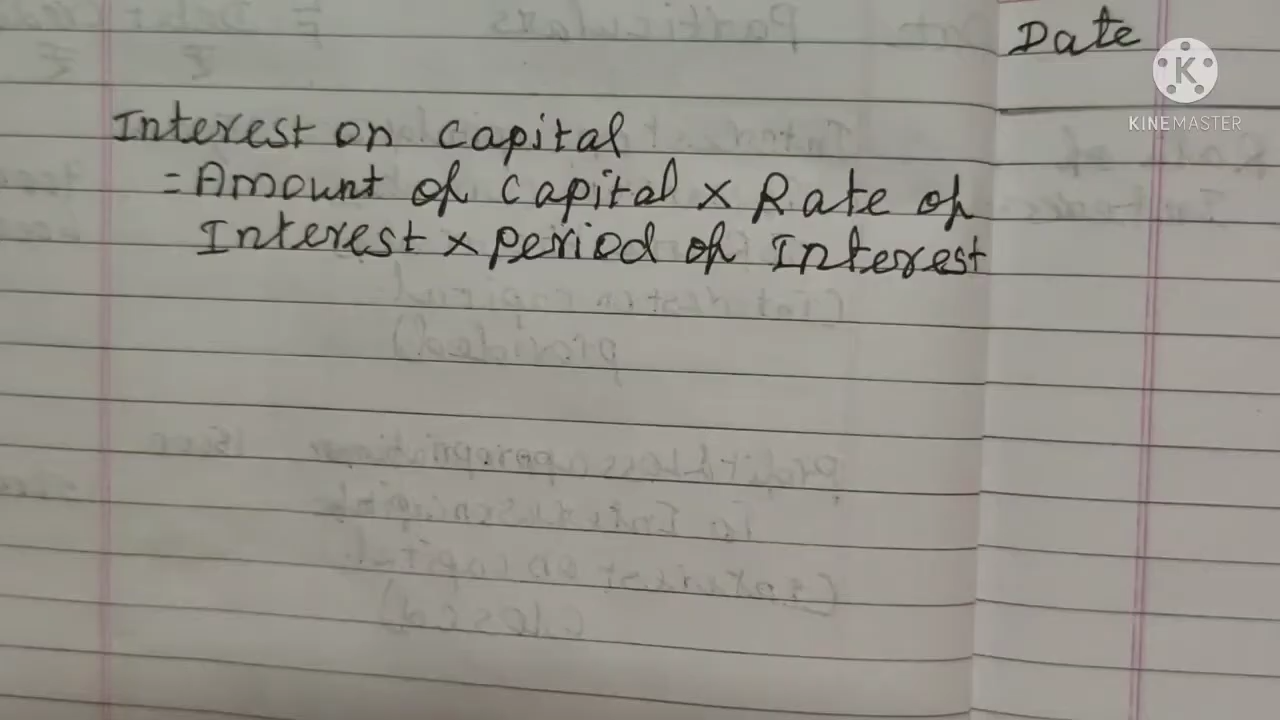 Date
Interest on capital
= Amount of capital × Rate of
Interest × period of Interest
K
KINEMASTER